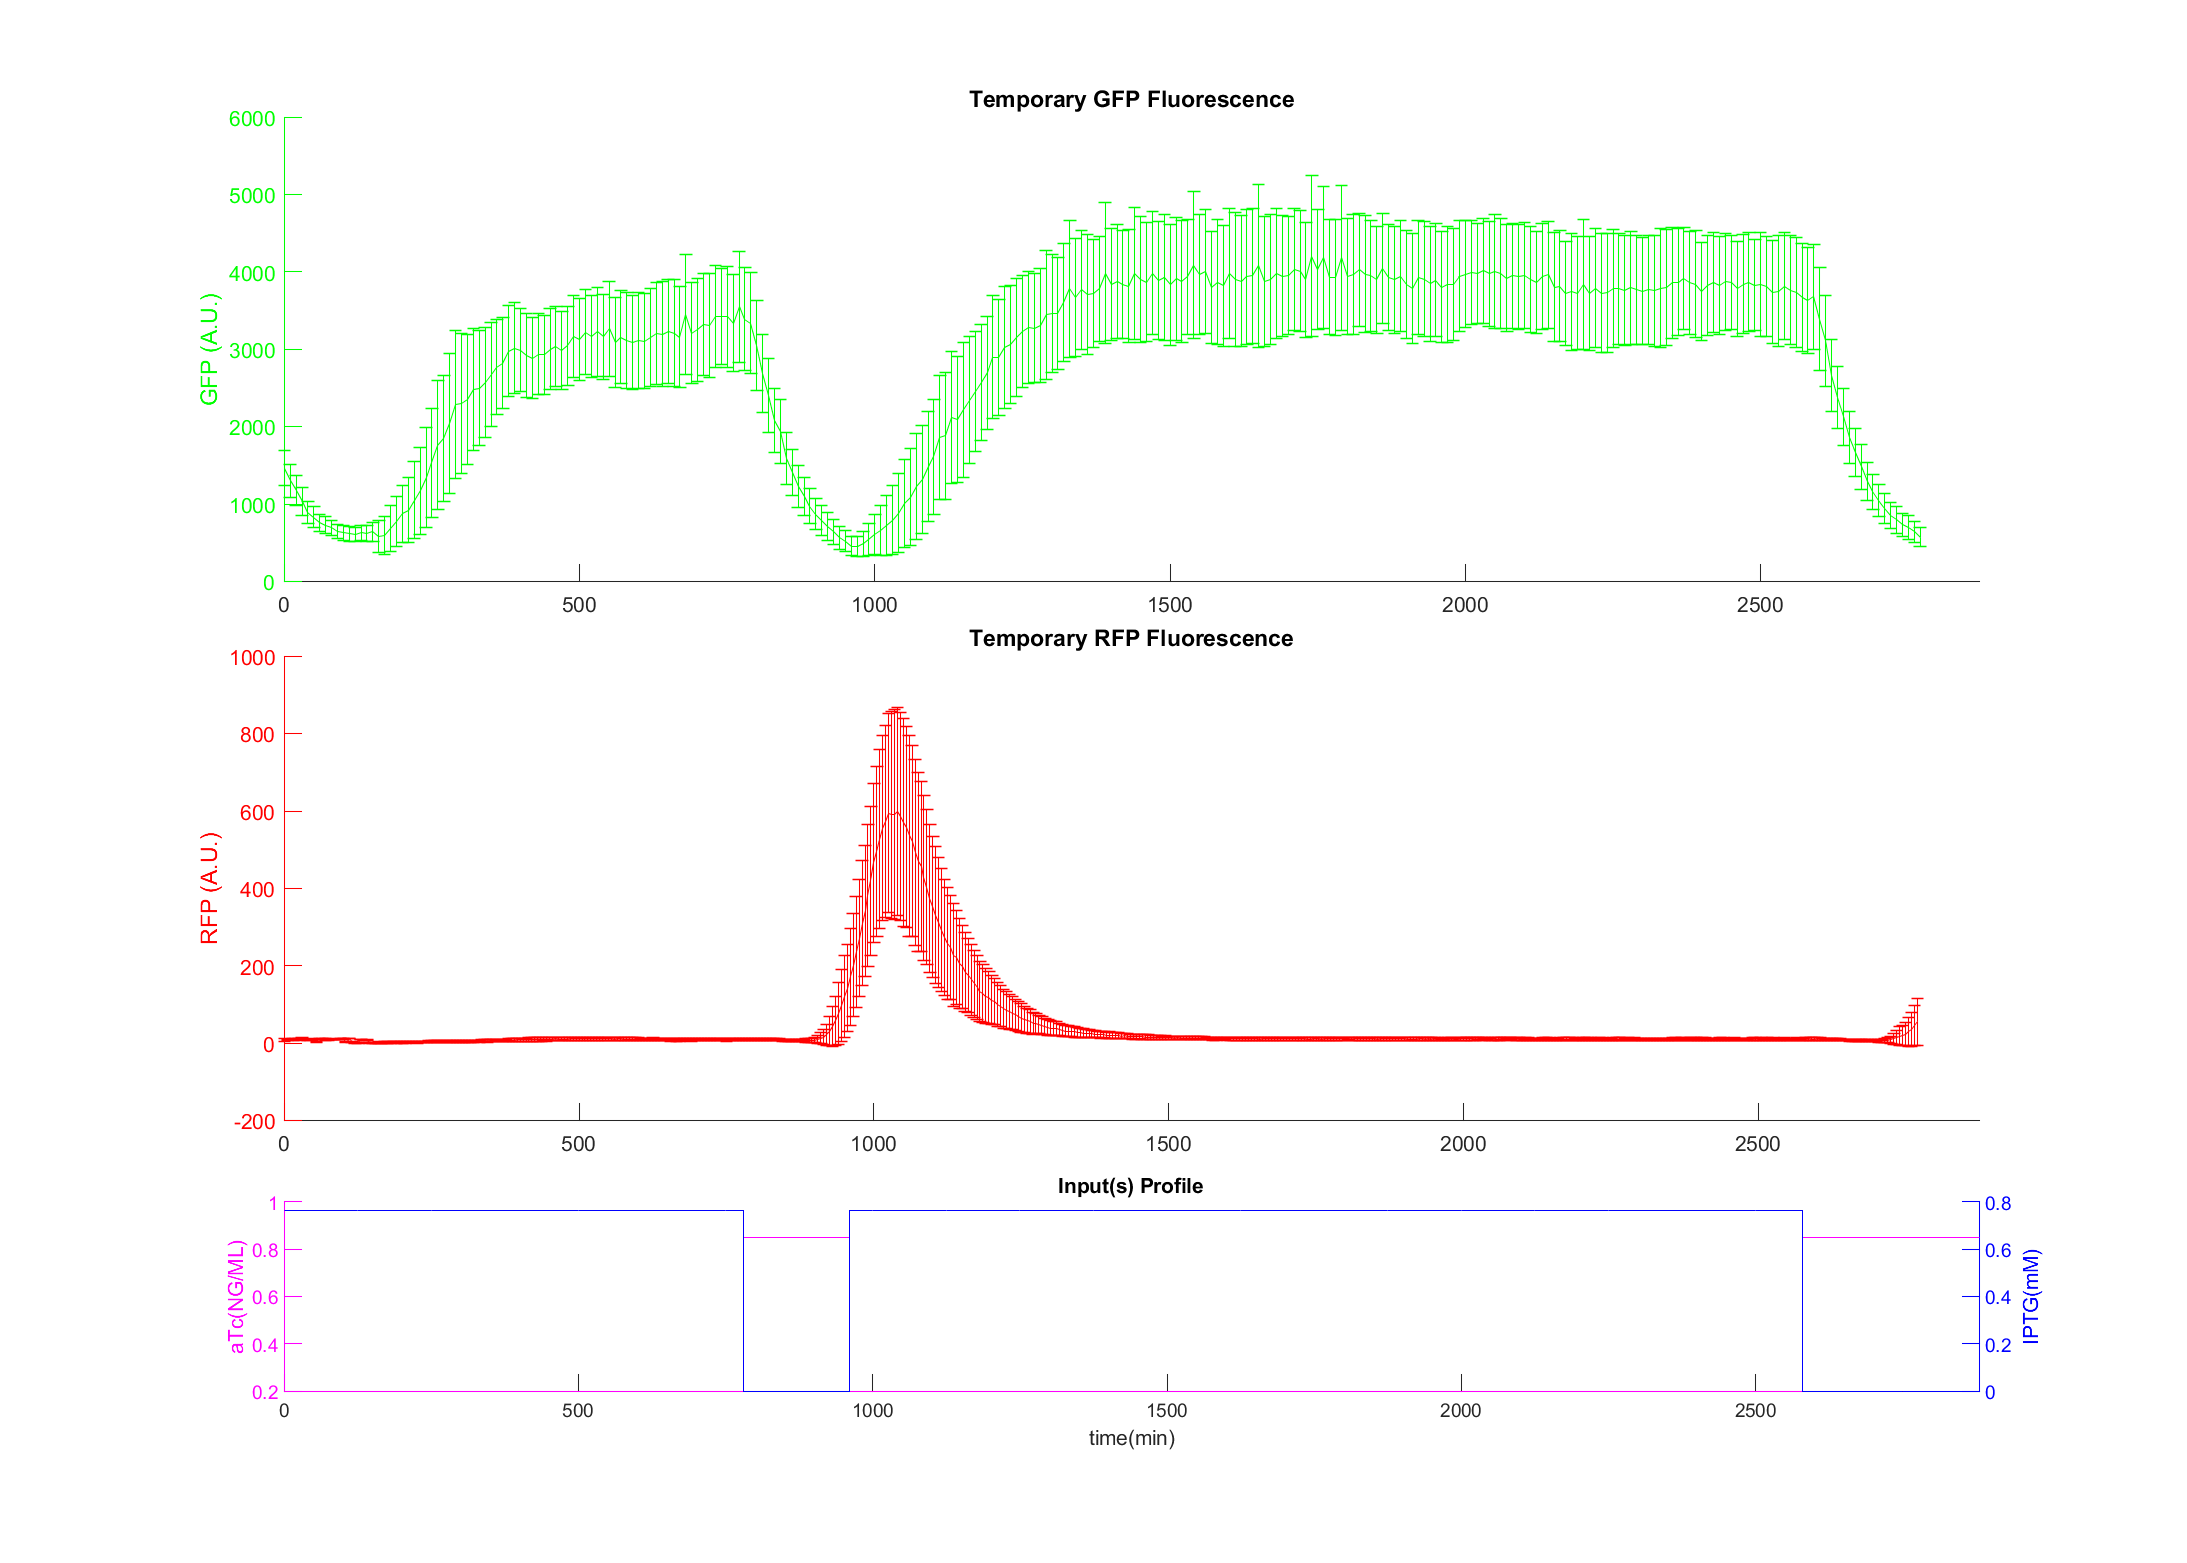 Temporary GFP Fluorescence
6000
5000
4000
3000
2000
1000
0
GFP (A.U.)
0 500 1000 1500 2000 2500
Temporary RFP Fluorescence
1000
800
600
400
200
0
-200
RFP (A.U.)
0 500 1000 1500 2000 2500
Input(s) Profile
1
0.8
0.6
0.4
0.2
aTc(NG/ML)
0.8
0.6
0.4
0.2
0
IPTG(mM)
0 500 1000 1500 2000 2500
time(min)